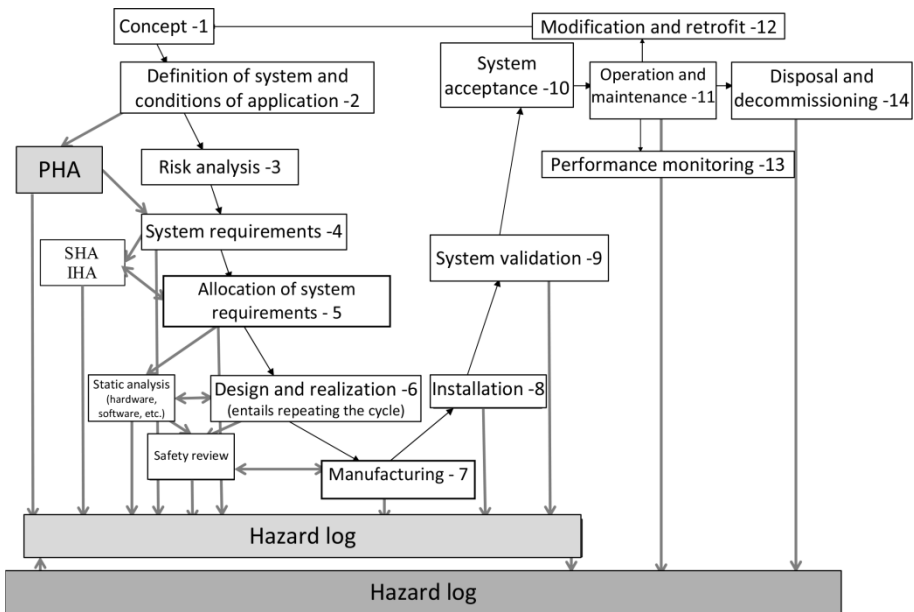 Concept -1
Modification and retrofit -12
Definition of system and
conditions of application -2
System
acceptance -10
Operation and
maintenance -11
Disposal and
decommissioning -14
PHA
Risk analysis -3
Performance monitoring -13
System requirements -4
SHA
IHA
System validation -9
Allocation of system
requirements - 5
Static analysis
(hardware,
software, etc.)
Design and realization -6
(entails repeating the cycle)
Installation -8
Safety review
Manufacturing - 7
Hazard log
Hazard log